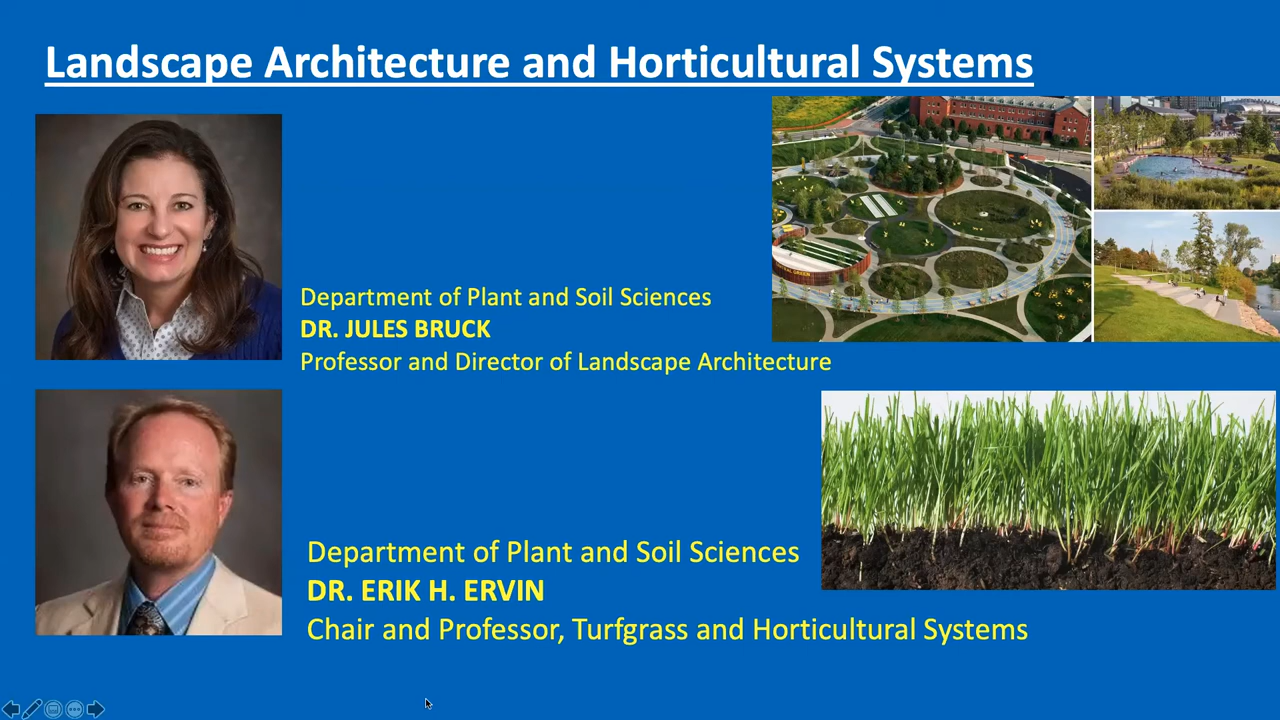 Landscape Architecture and Horticultural Systems
Department of Plant and Soil Sciences
DR. JULES BRUCK
Professor and Director of Landscape Architecture
Department of Plant and Soil Sciences
DR. ERIK H. ERVIN
Chair and Professor, Turfgrass and Horticultural Systems